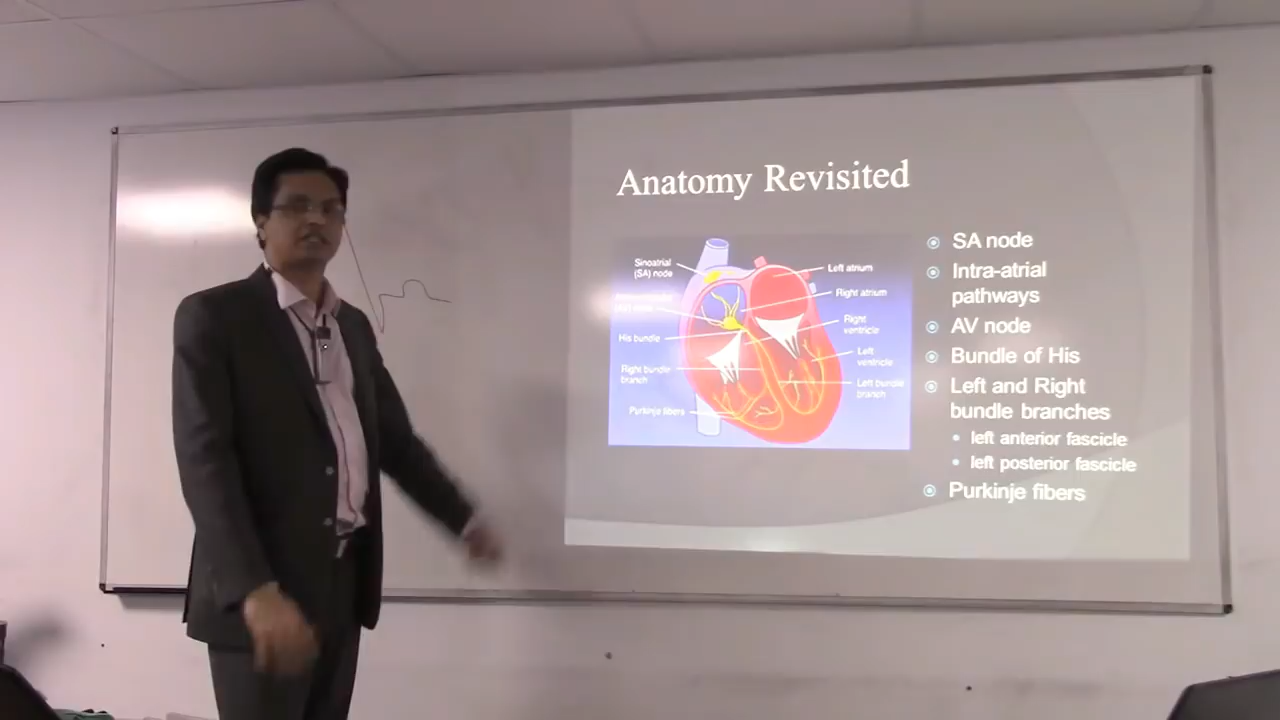 Anatomy Revisited
Sinoatrial
(SA) node
His bundle
Right bundle
branch
Purkinje fibers
Left atrium
Right atrium
Right
ventricle
Left
ventricle
Left bundle
branch
SA node
Intra-atrial
pathways
AV node
Bundle of His
Left and Right
bundle branches
left anterior fascicle
left posterior fascicle
Purkinje fibers